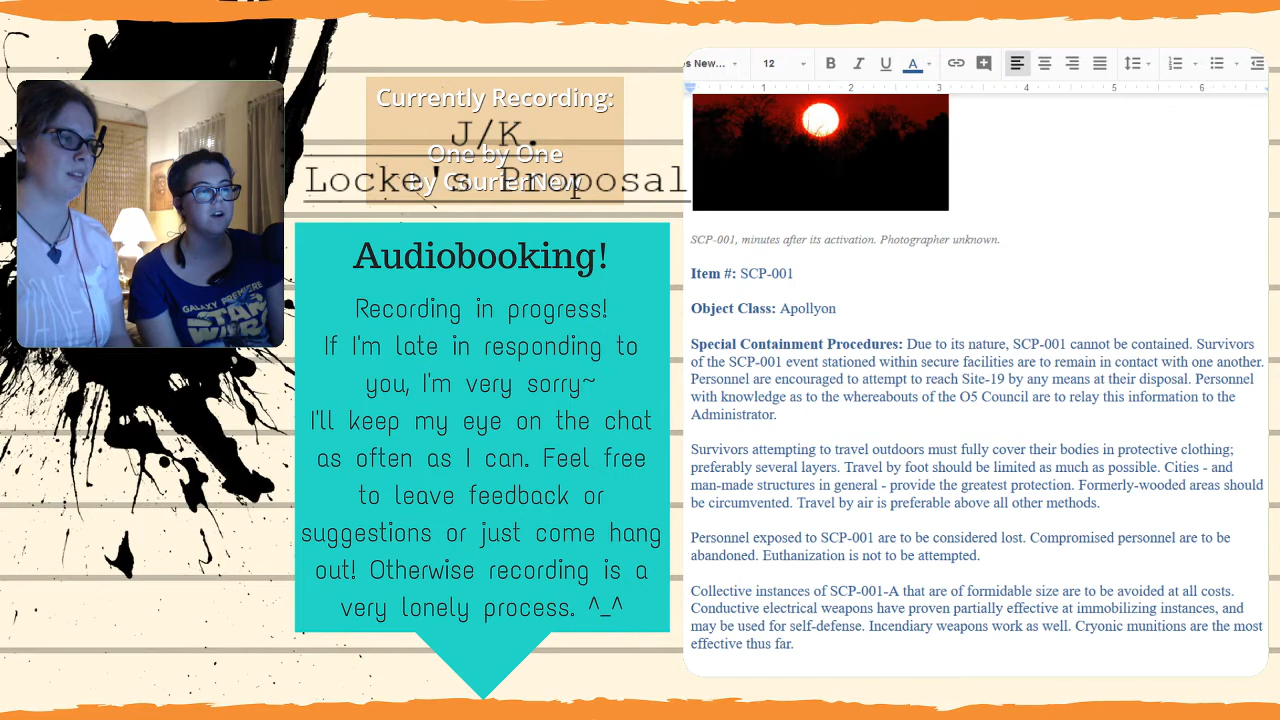 Currently Recording:
J/K.
One by One
Locke's Proposal
by CourierNew
Audiobooking!
Recording in progress!
If I'm late in responding to
you, I'm very sorry~
I'll keep my eye on the chat
as often as I can. Feel free
to leave feedback or
suggestions or just come hang
out! Otherwise recording is a
very lonely process. ^_^
GALAXY PREMIERE
STAR
WARS
s New...
12
B I U A
1 2 3 4 5 6
SCP-001, minutes after its activation. Photographer unknown.
Item #: SCP-001
Object Class: Apollyon
Special Containment Procedures: Due to its nature, SCP-001 cannot be contained. Survivors
of the SCP-001 event stationed within secure facilities are to remain in contact with one another.
Personnel are encouraged to attempt to reach Site-19 by any means at their disposal. Personnel
with knowledge as to the whereabouts of the O5 Council are to relay this information to the
Administrator.
Survivors attempting to travel outdoors must fully cover their bodies in protective clothing;
preferably several layers. Travel by foot should be limited as much as possible. Cities - and
man-made structures in general - provide the greatest protection. Formerly-wooded areas should
be circumvented. Travel by air is preferable above all other methods.
Personnel exposed to SCP-001 are to be considered lost. Compromised personnel are to be
abandoned. Euthanization is not to be attempted.
Collective instances of SCP-001-A that are of formidable size are to be avoided at all costs.
Conductive electrical weapons have proven partially effective at immobilizing instances, and
may be used for self-defense. Incendiary weapons work as well. Cryonic munitions are the most
effective thus far.